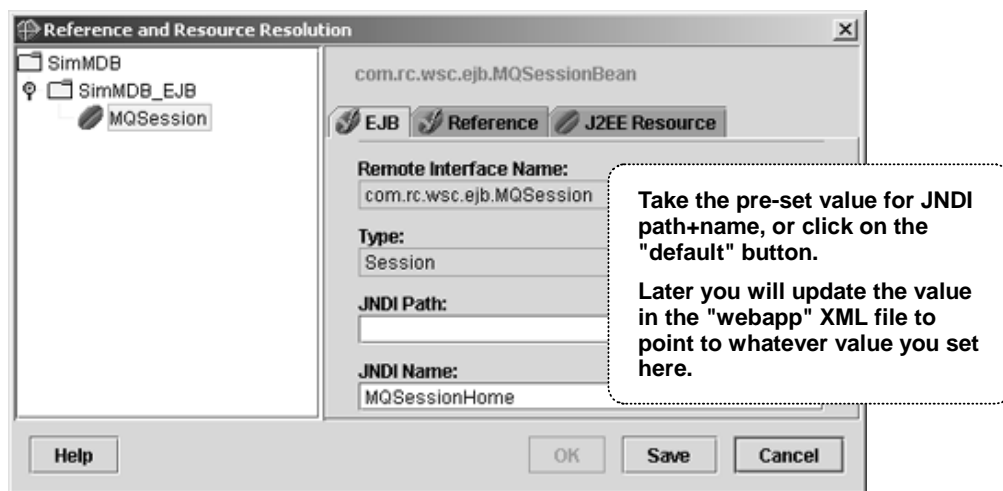 Reference and Resource Resolution
SimMDB
SimMDB_EJB
MQSession
com.rc.wsc.ejb.MQSessionBean
EJB
Reference
J2EE Resource
Remote Interface Name:
com.rc.wsc.ejb.MQSession
Type:
Session
JNDI Path:
JNDI Name:
MQSessionHome
Take the pre-set value for JNDI
path+name, or click on the
"default" button.
Later you will update the value
in the "webapp" XML file to
point to whatever value you set
here.
Help
OK
Save
Cancel